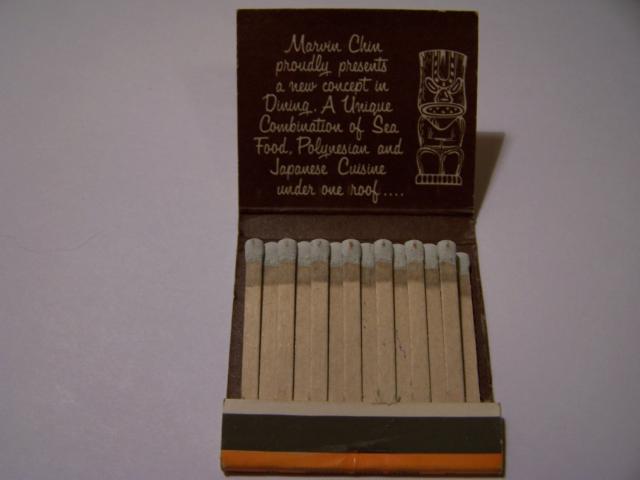 Marvin Chin
proudly presents
a new concept in
Dining. A Unique
Combination of Sea
Food, Polynesian and
Japanese Cuisine
under one roof....